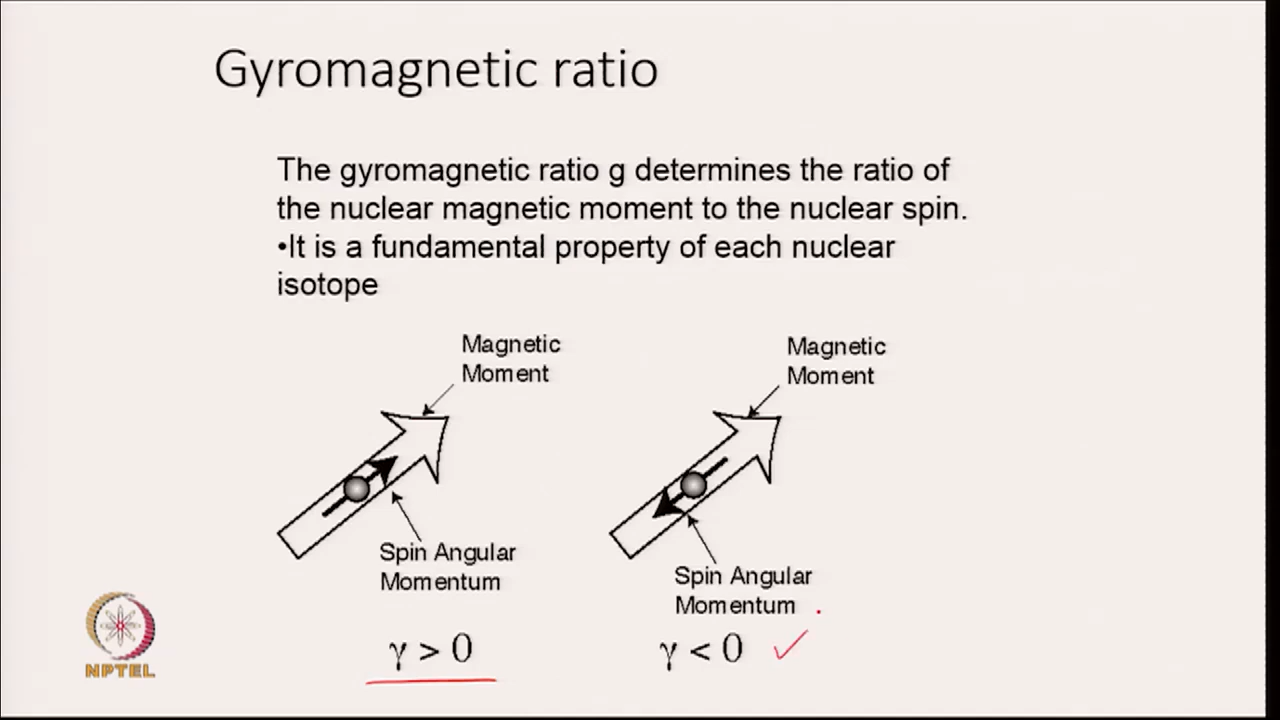 Gyromagnetic ratio
The gyromagnetic ratio g determines the ratio of
the nuclear magnetic moment to the nuclear spin.
•It is a fundamental property of each nuclear
isotope
Magnetic
Moment
Magnetic
Moment
Spin Angular
Momentum
Spin Angular
Momentum
γ > 0
γ < 0
NPTEL